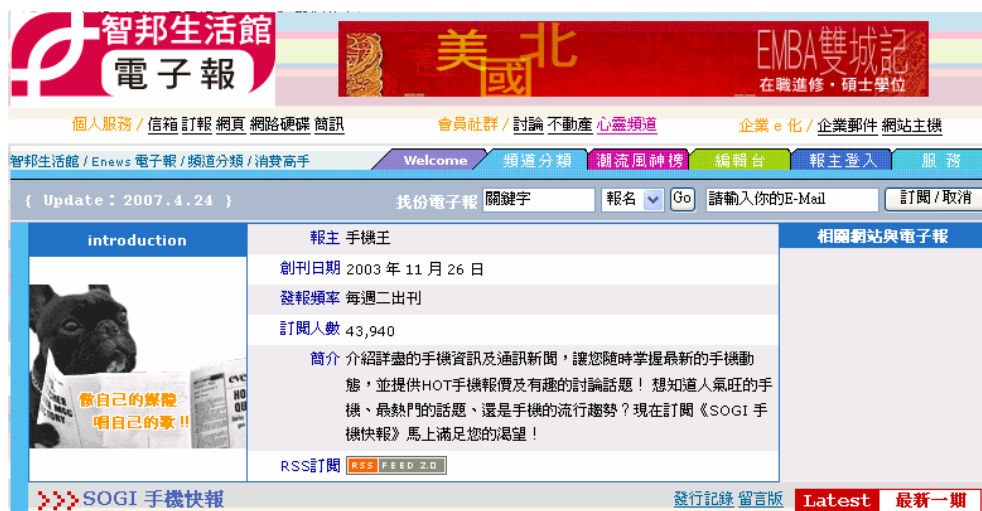 智邦生活館
電子報
美國北
EMBA雙城記
在職進修‧碩士學位
個人服務 / 信箱 訂報 網頁 網路硬碟 簡訊
會員社群 / 討論 不動產 心靈頻道
企業 e 化 / 企業郵件 網站主機
智邦生活館 / Enews 電子報 / 頻道分類 / 消費高手
Welcome 頻道分類 潮流風神榜 編輯台 報主登入 服 務
{ Update：2007.4.24 }
找份電子報 關鍵字 報名 Go 請輸入你的E-Mail 訂閱 / 取消
introduction
報主 手機王
相關網站與電子報
創刊日期 2003 年 11 月 26 日
發報頻率 每週二出刊
訂閱人數 43,940
簡介 介紹詳盡的手機資訊及通訊新聞，讓您隨時掌握最新的手機動
態，並提供HOT手機報價及有趣的討論話題！ 想知道人氣旺的手
機、最熱門的話題、還是手機的流行趨勢？現在訂閱《SOGI 手
機快報》馬上滿足您的渴望！
做自己的媒體
唱自己的歌 !!
RSS訂閱 RSS FEED 2.0
>>> SOGI 手機快報
發行記錄 留言版 Latest 最新一期